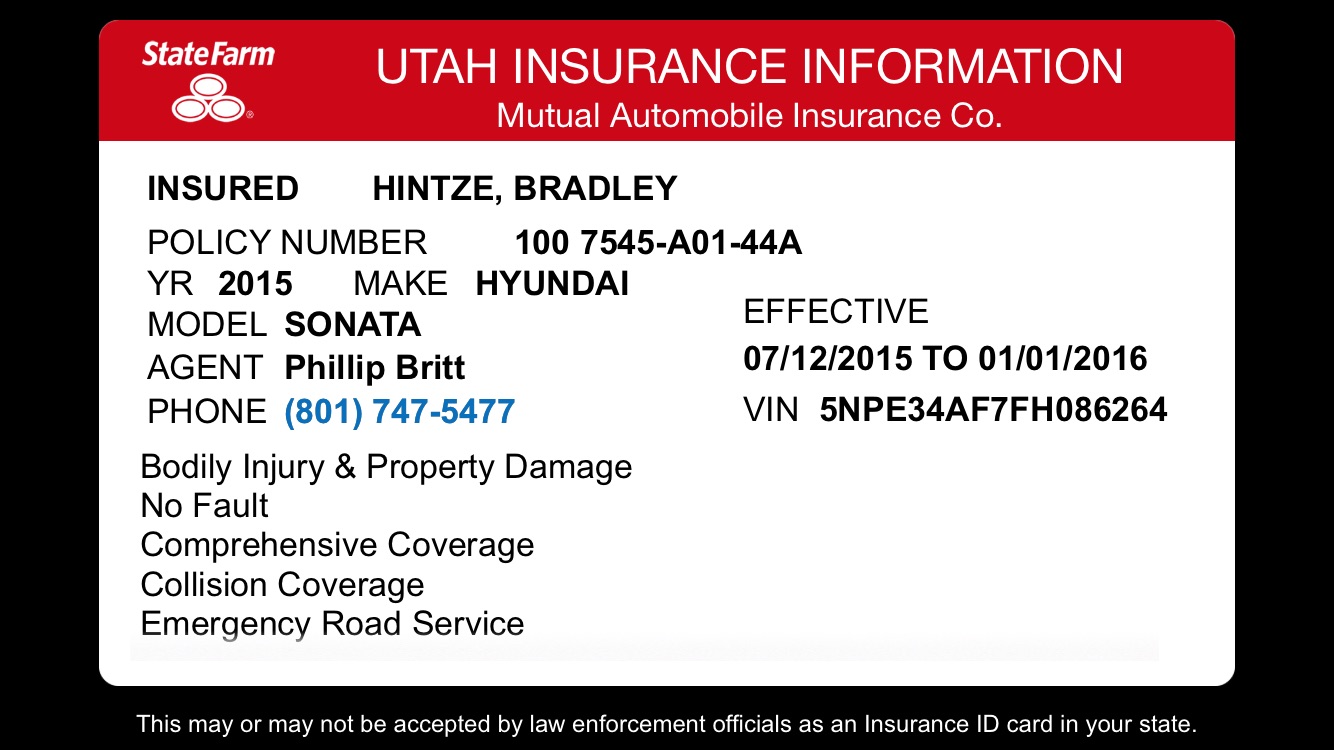 StateFarm
®
UTAH INSURANCE INFORMATION
Mutual Automobile Insurance Co.
INSURED HINTZE, BRADLEY
POLICY NUMBER 100 7545-A01-44A
YR 2015 MAKE HYUNDAI
MODEL SONATA
AGENT Phillip Britt
PHONE (801) 747-5477
EFFECTIVE
07/12/2015 TO 01/01/2016
VIN 5NPE34AF7FH086264
Bodily Injury & Property Damage
No Fault
Comprehensive Coverage
Collision Coverage
Emergency Road Service
This may or may not be accepted by law enforcement officials as an Insurance ID card in your state.